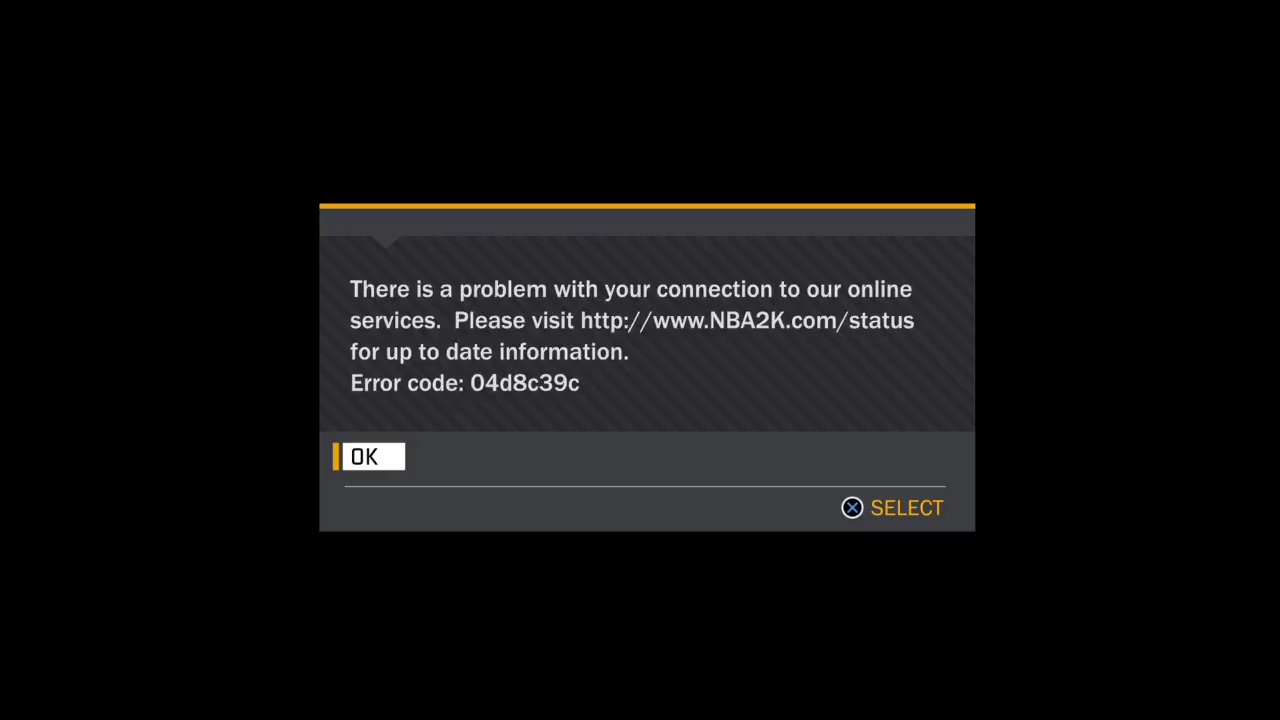 There is a problem with your connection to our online
services.  Please visit http://www.NBA2K.com/status
for up to date information.
Error code: 04d8c39c
OK
SELECT